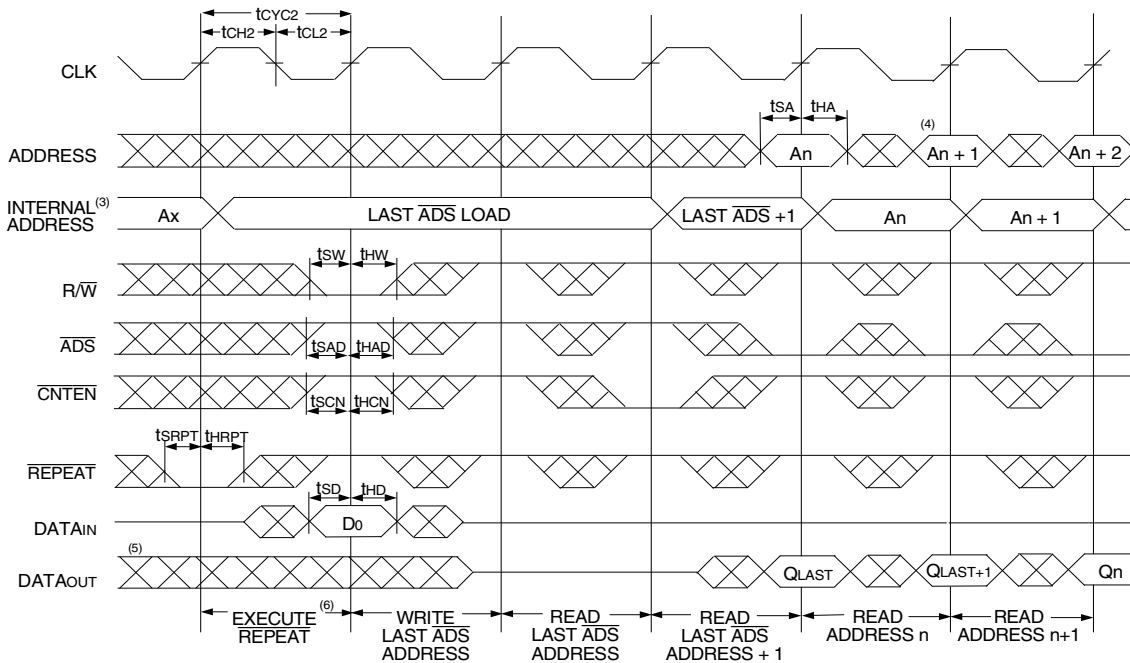 tCYC2
tCH2 tCL2
CLK
tSA tHA
ADDRESS An (4) An + 1 An + 2
INTERNAL(3) ADDRESS Ax LAST ADS LOAD LAST ADS +1 An An + 1
tSW tHW
R/W
ADS
tSAD tHAD
CNTEN
tSCN tHCN
tSRPT tHRPT
REPEAT
tSD tHD
DATAIN D0
(5)
DATAOUT QLAST QLAST+1 Qn
EXECUTE(6) REPEAT
WRITE LAST ADS ADDRESS
READ LAST ADS ADDRESS
READ LAST ADS ADDRESS + 1
READ ADDRESS n
READ ADDRESS n+1